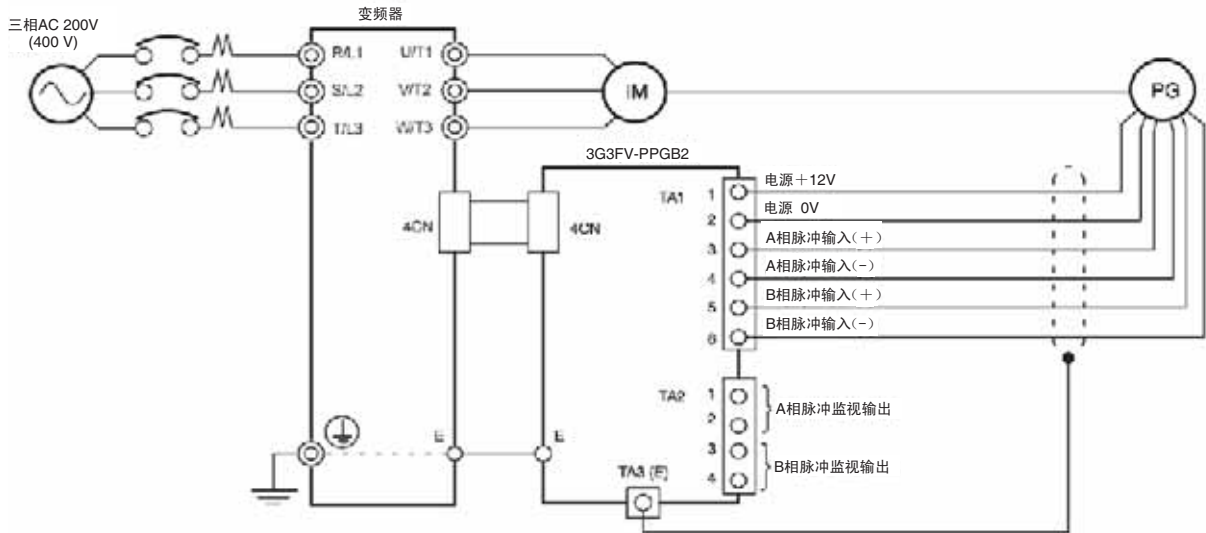 三相AC 200V
(400 V)
变频器
R/L1
U/T1
S/L2
V/T2
IM
PG
T/L3
W/T3
3G3FV-PPGB2
TA1
1
电源＋12V
2
电源 0V
3
A相脉冲输入(＋)
4
A相脉冲输入(-)
5
B相脉冲输入(＋)
6
B相脉冲输入(-)
4CN
4CN
TA2
1
2
A相脉冲监视输出
3
4
B相脉冲监视输出
E
E
TA3 (E)